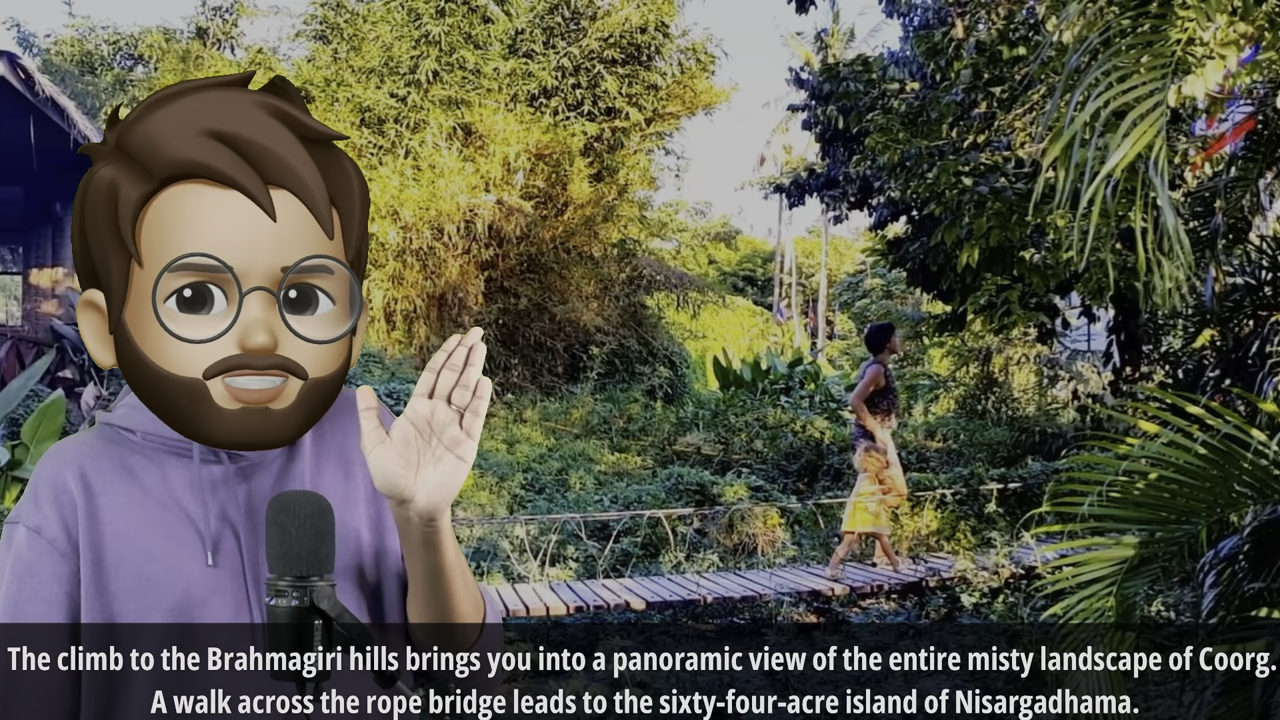 The climb to the Brahmagiri hills brings you into a panoramic view of the entire misty landscape of Coorg.
A walk across the rope bridge leads to the sixty-four-acre island of Nisargadhama.